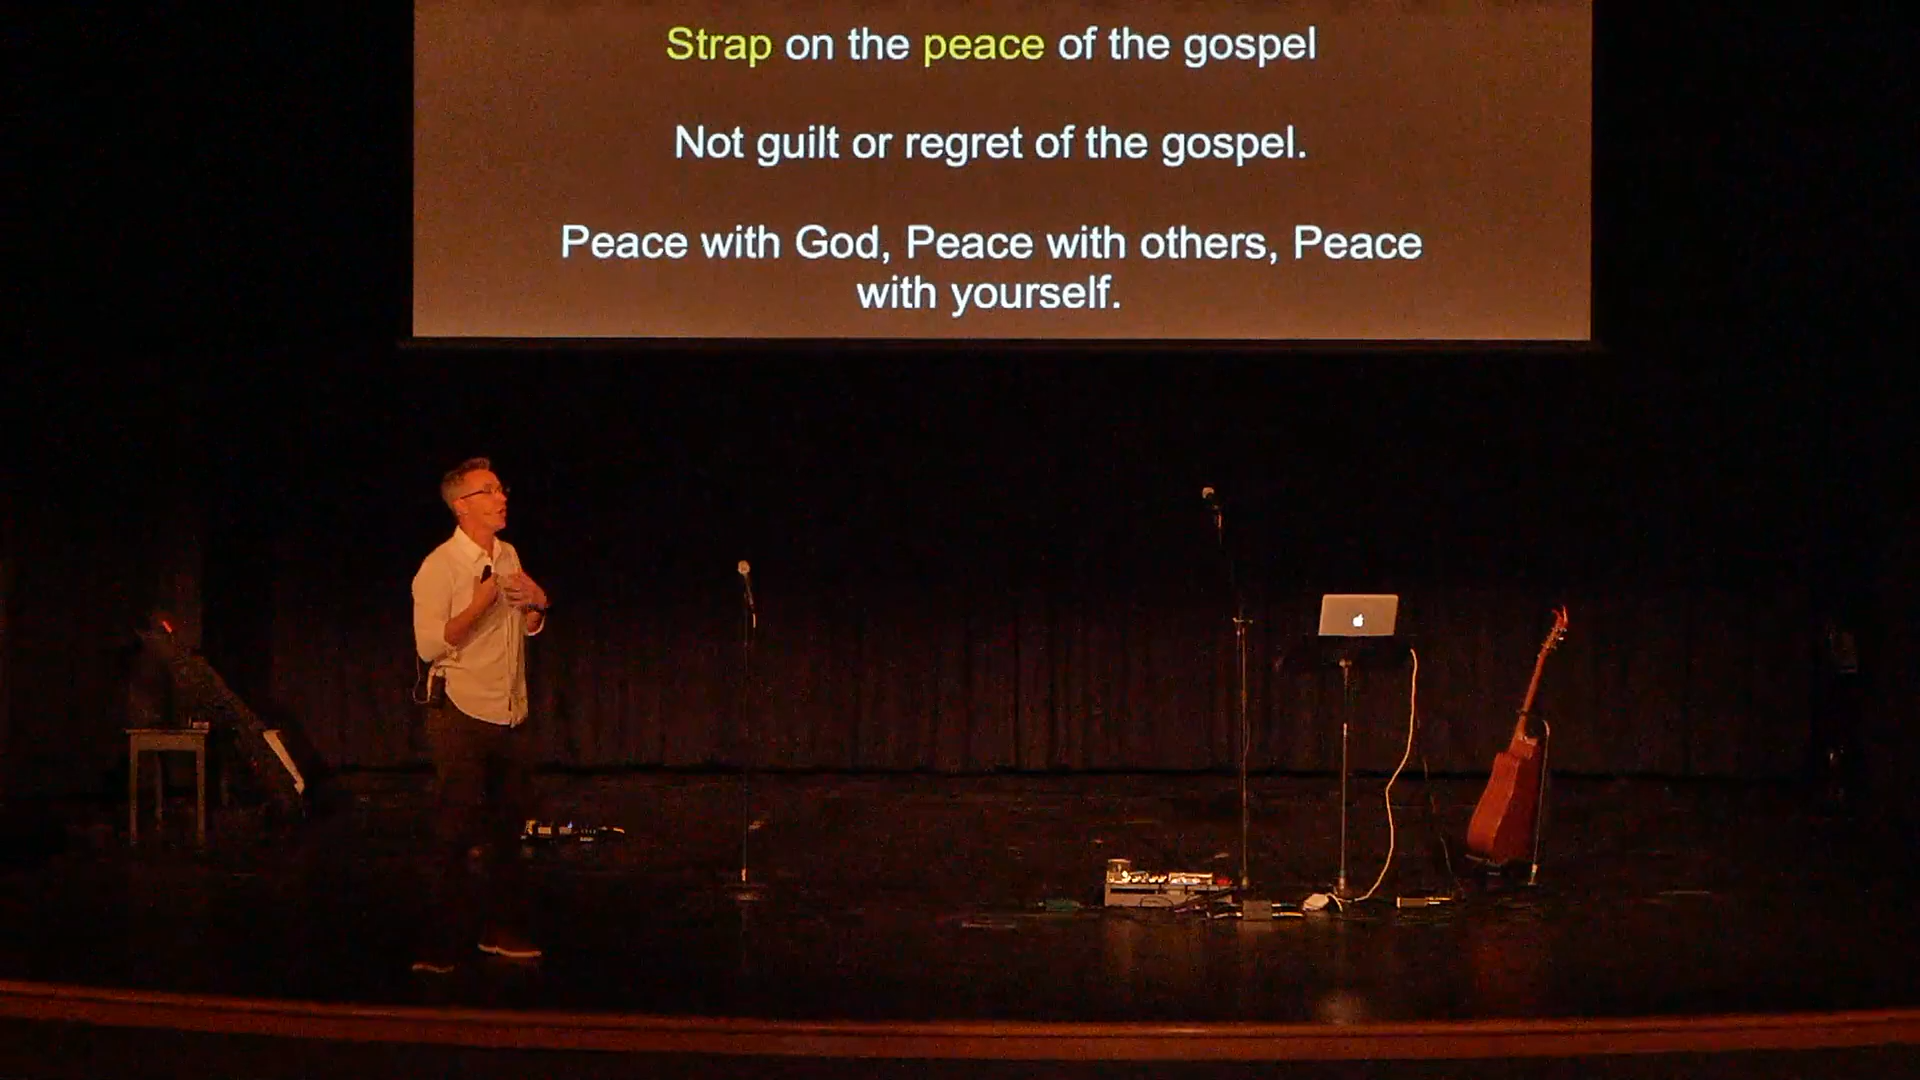 Strap on the peace of the gospel
Not guilt or regret of the gospel.
Peace with God, Peace with others, Peace
with yourself.